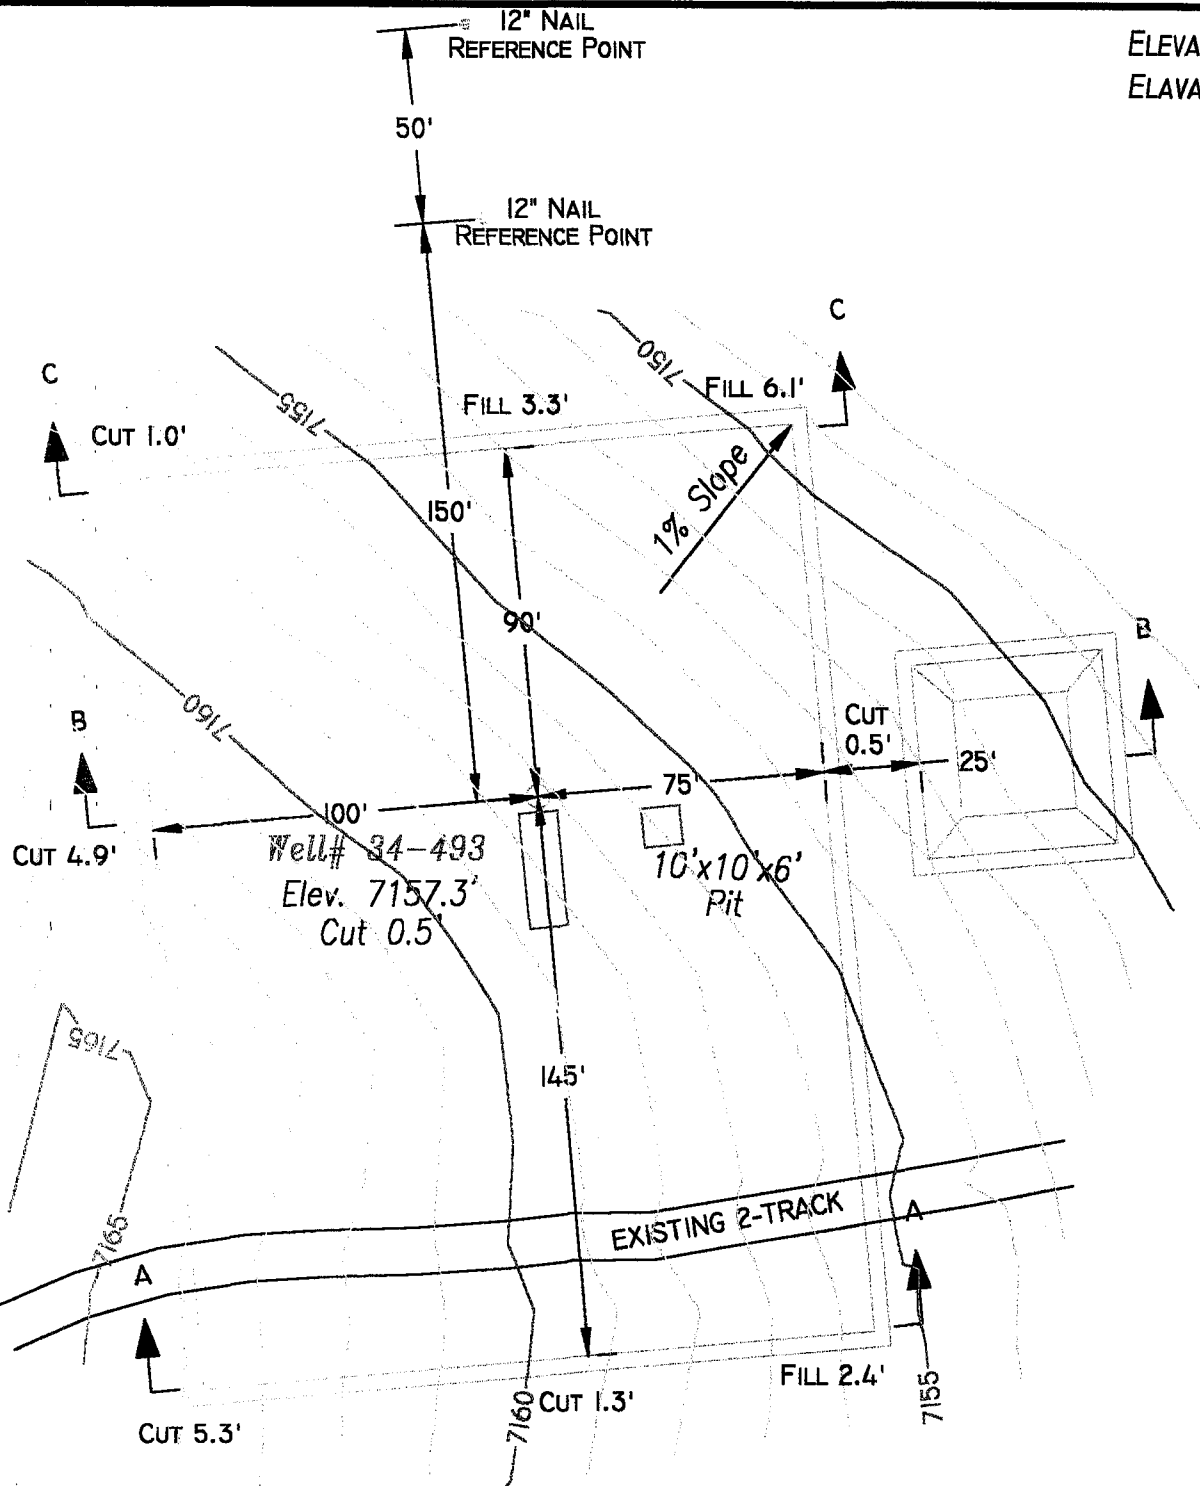 12" NAIL
REFERENCE POINT
ELEVA
ELAVA
50'
12" NAIL
REFERENCE POINT
C
7150
C
FILL 6.1'
7155
FILL 3.3'
CUT 1.0'
1% Slope
150'
90'
B
7160
B
CUT
0.5'
25'
75'
100'
CUT 4.9'
Well# 34-493
10'x10'x6'
Elev. 7157.3'
Pit
Cut 0.5'
7165
145'
EXISTING 2-TRACK
A
7165
A
FILL 2.4'
7155
7160
CUT 1.3'
CUT 5.3'